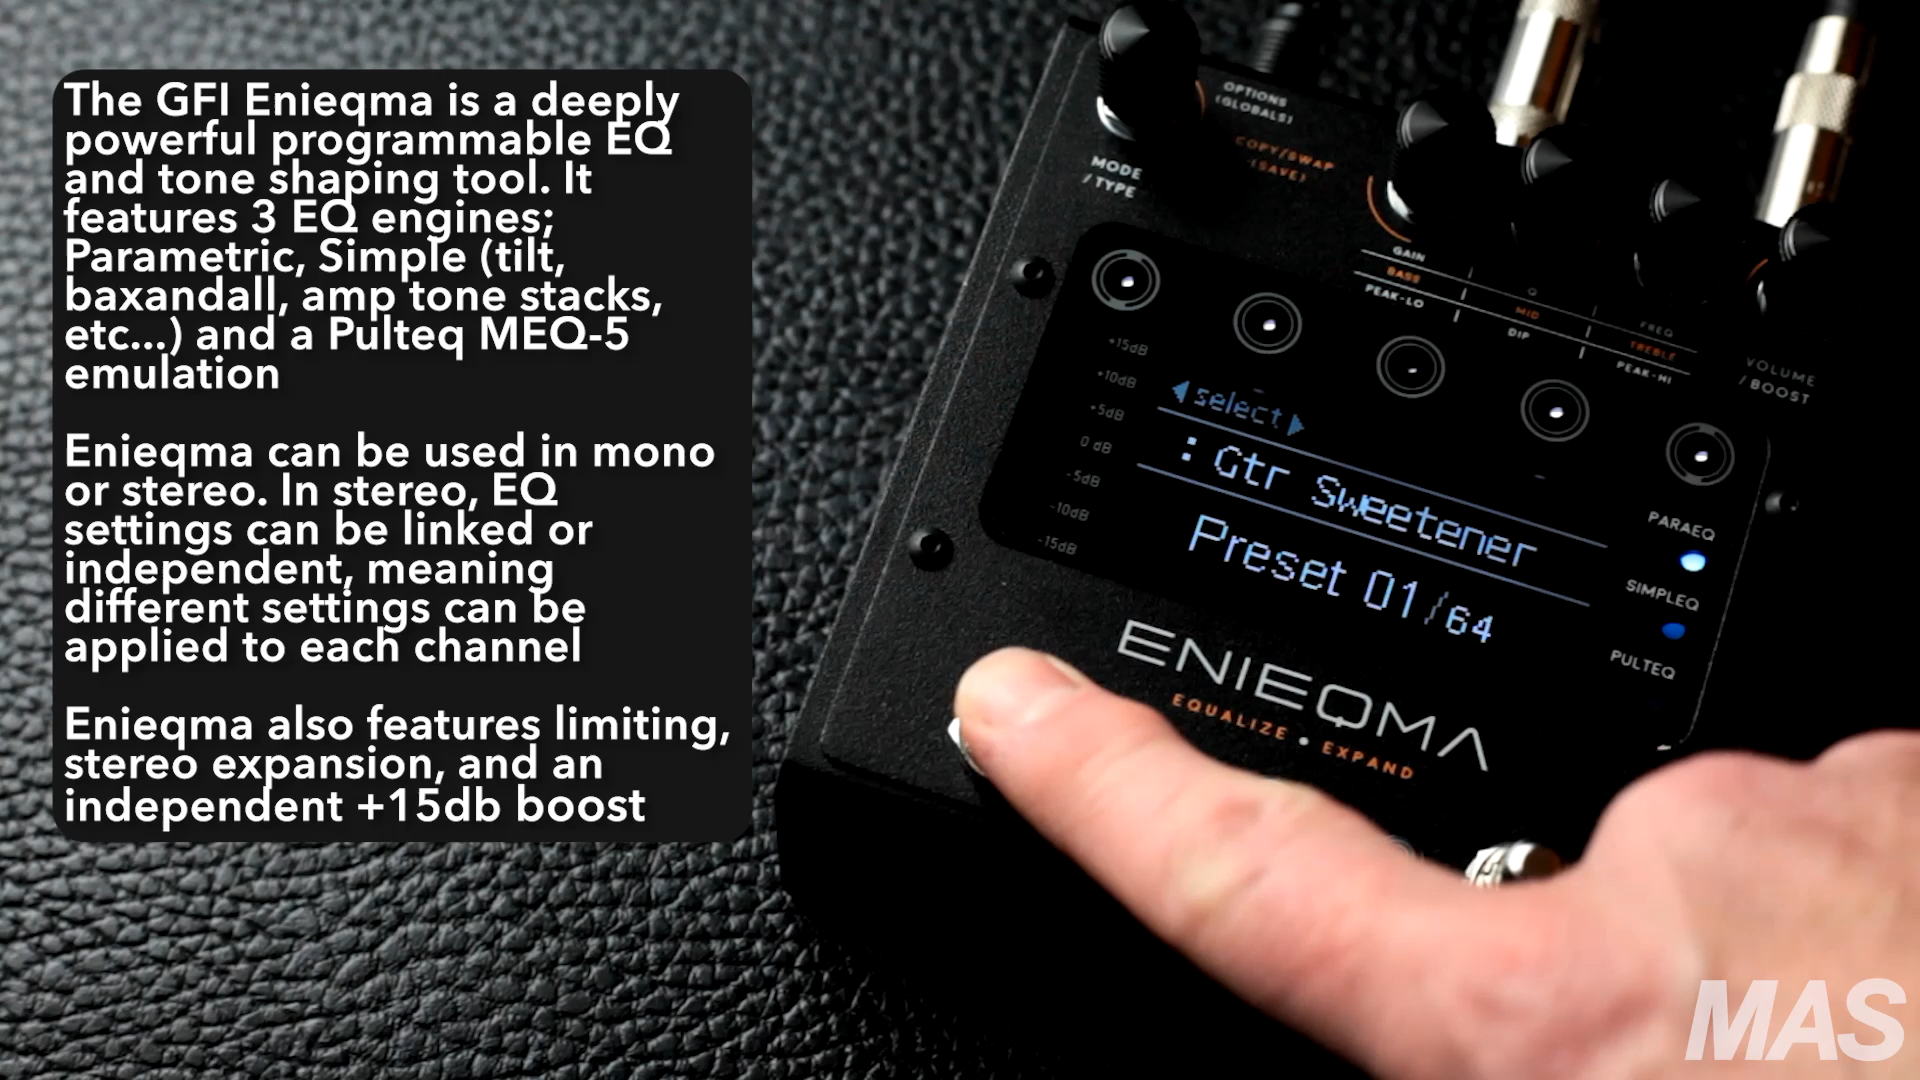 The GFI Enieqma is a deeply
powerful programmable EQ
and tone shaping tool. It
features 3 EQ engines;
Parametric, Simple (tilt,
baxandall, amp tone stacks,
etc...) and a Pulteq MEQ-5
emulation
Enieqma can be used in mono
or stereo. In stereo, EQ
settings can be linked or
independent, meaning
different settings can be
applied to each channel
Enieqma also features limiting,
stereo expansion, and an
independent +15db boost
OPTIONS
(GLOBALS)
COPY/SWAP
(SAVE)
MODE
/ TYPE
GAIN | Q | FREQ
BASS | MID | TREBLE
PEAK-LO | DIP | PEAK-HI
VOLUME
/ BOOST
+15dB
+10dB
+5dB
0 dB
-5dB
-10dB
-15dB
select
: Gtr Sweetener
Preset 01/64
PARAEQ
SIMPLEQ
PULTEQ
ENIEQMA
EQUALIZE • EXPAND
MAS